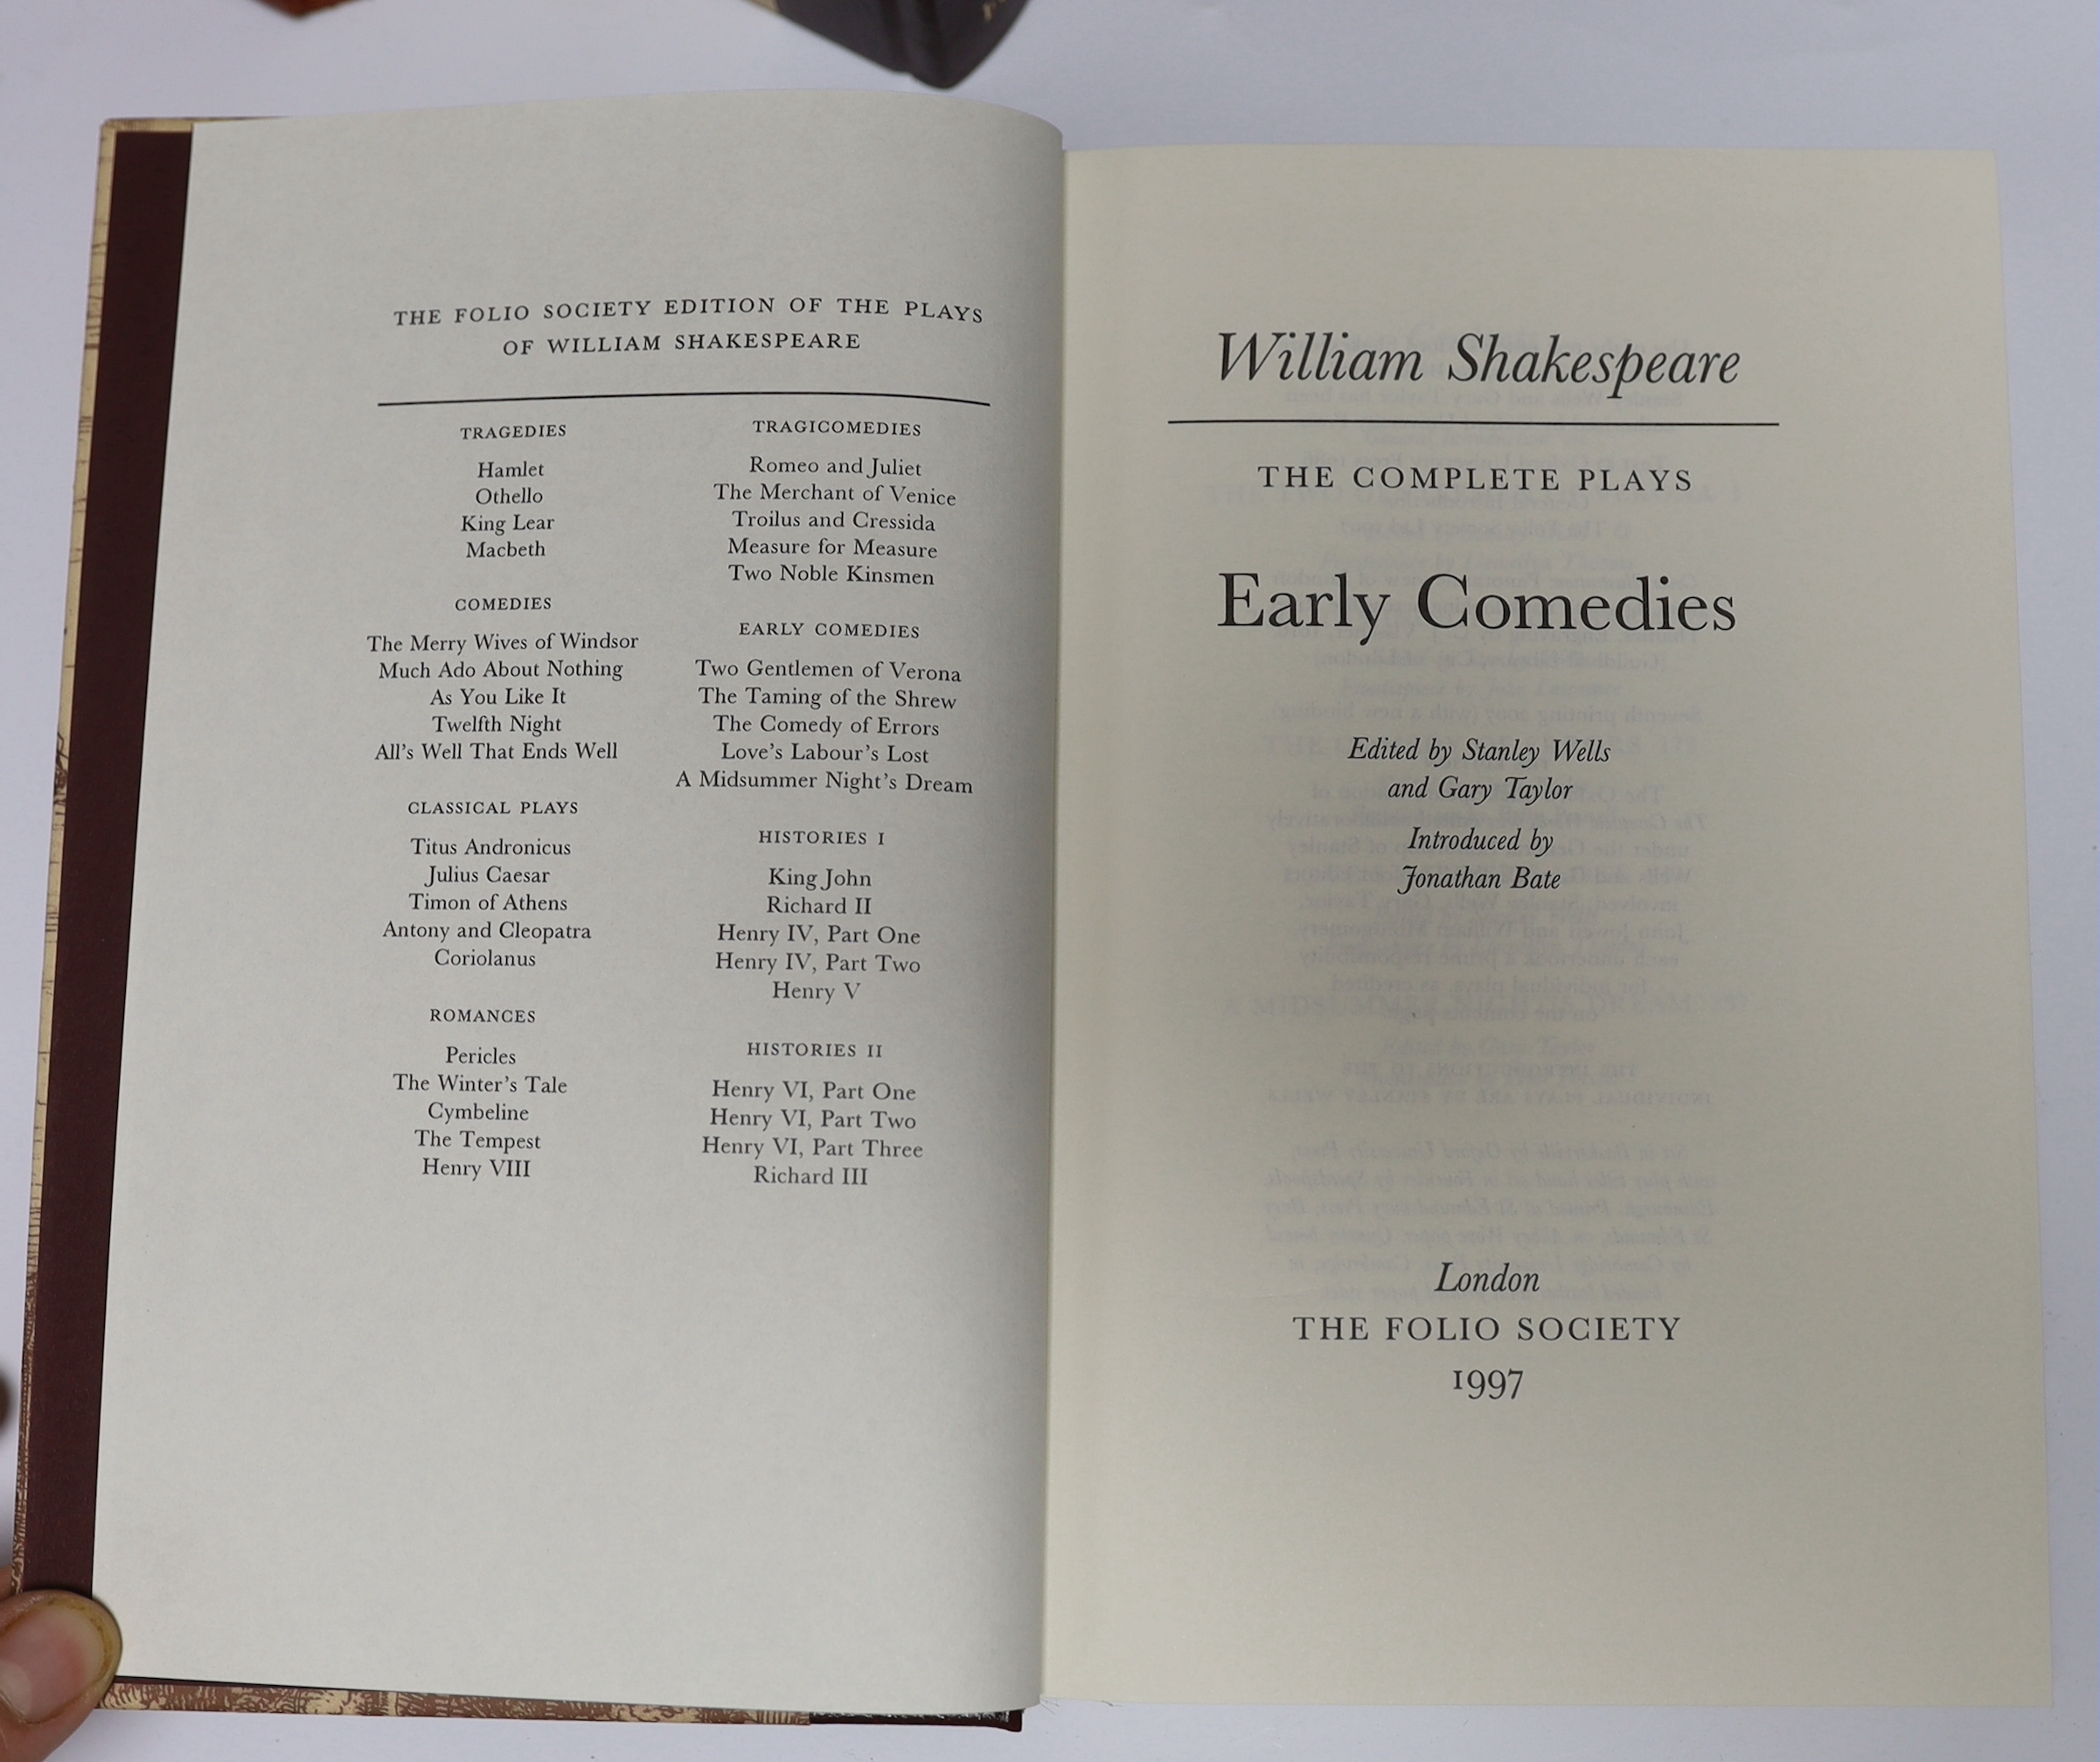 THE FOLIO SOCIETY EDITION OF THE PLAYS
OF WILLIAM SHAKESPEARE
TRAGEDIES
Hamlet
Othello
King Lear
Macbeth
COMEDIES
The Merry Wives of Windsor
Much Ado About Nothing
As You Like It
Twelfth Night
All's Well That Ends Well
CLASSICAL PLAYS
Titus Andronicus
Julius Caesar
Timon of Athens
Antony and Cleopatra
Coriolanus
ROMANCES
Pericles
The Winter's Tale
Cymbeline
The Tempest
Henry VIII
TRAGICOMEDIES
Romeo and Juliet
The Merchant of Venice
Troilus and Cressida
Measure for Measure
Two Noble Kinsmen
EARLY COMEDIES
Two Gentlemen of Verona
The Taming of the Shrew
The Comedy of Errors
Love's Labour's Lost
A Midsummer Night's Dream
HISTORIES I
King John
Richard II
Henry IV, Part One
Henry IV, Part Two
Henry V
HISTORIES II
Henry VI, Part One
Henry VI, Part Two
Henry VI, Part Three
Richard III
William Shakespeare
THE COMPLETE PLAYS
Early Comedies
Edited by Stanley Wells
and Gary Taylor
Introduced by
Jonathan Bate
London
THE FOLIO SOCIETY
1997